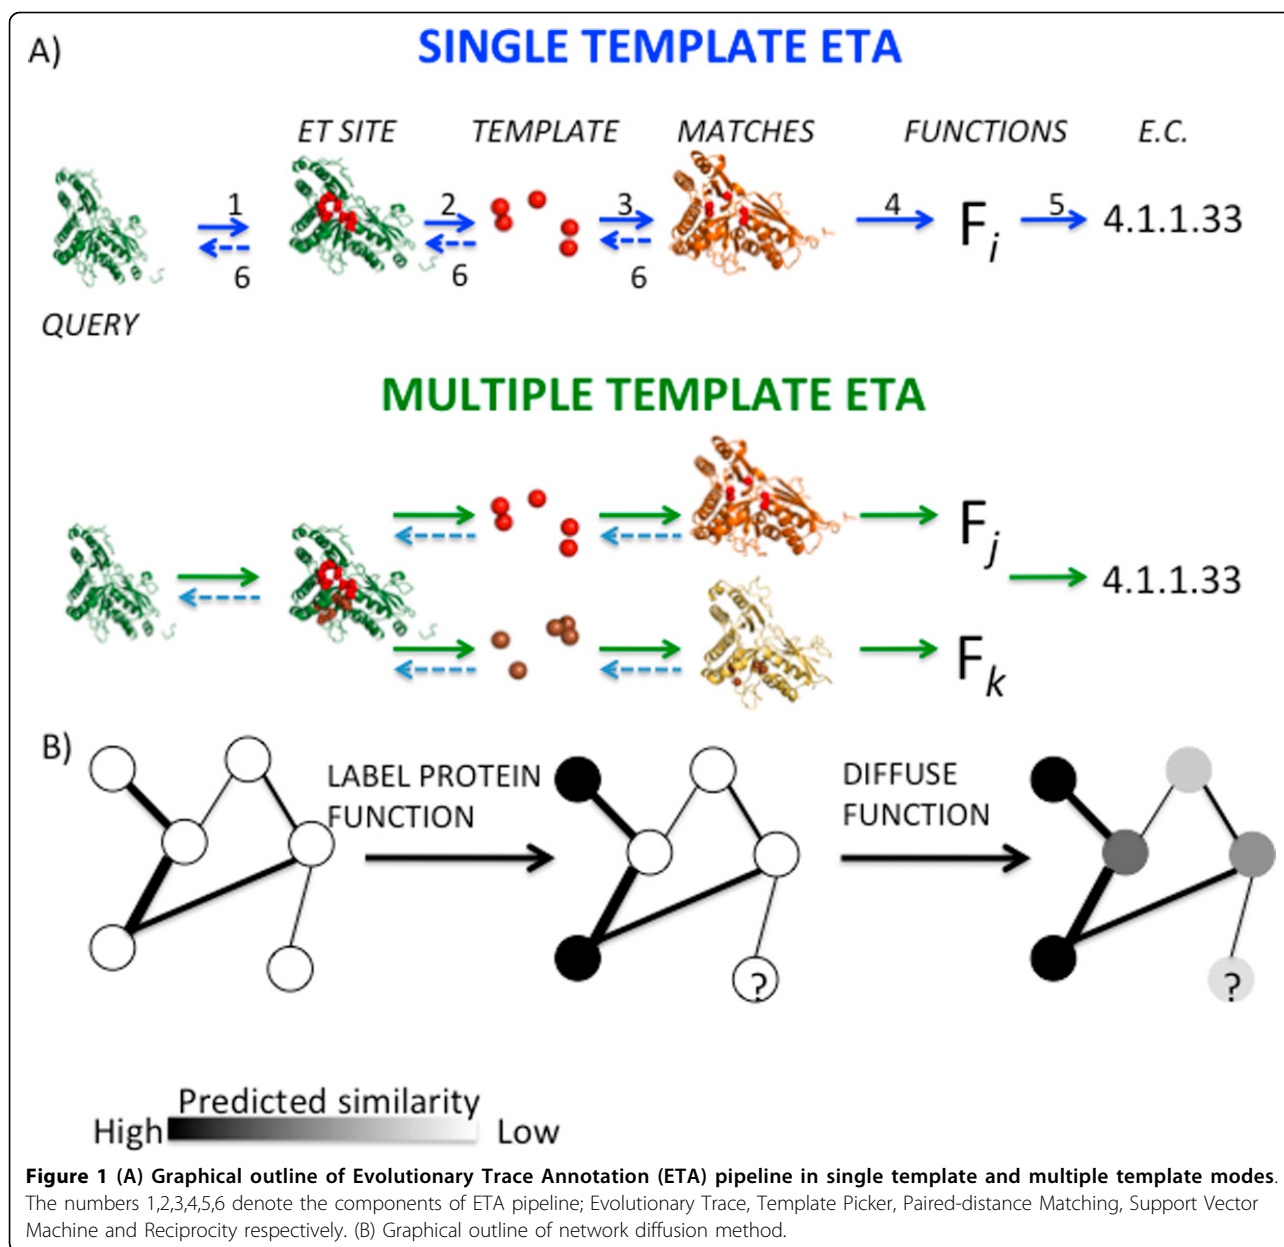 A)
SINGLE TEMPLATE ETA
ET SITE TEMPLATE MATCHES FUNCTIONS E.C.
1 2 3 4 5
F i 4.1.1.33
6 6 6
QUERY
MULTIPLE TEMPLATE ETA
F j
4.1.1.33
F k
B)
LABEL PROTEIN
FUNCTION
DIFFUSE
FUNCTION
? ?
Predicted similarity
High Low
Figure 1 (A) Graphical outline of Evolutionary Trace Annotation (ETA) pipeline in single template and multiple template modes.
The numbers 1,2,3,4,5,6 denote the components of ETA pipeline; Evolutionary Trace, Template Picker, Paired-distance Matching, Support Vector
Machine and Reciprocity respectively. (B) Graphical outline of network diffusion method.